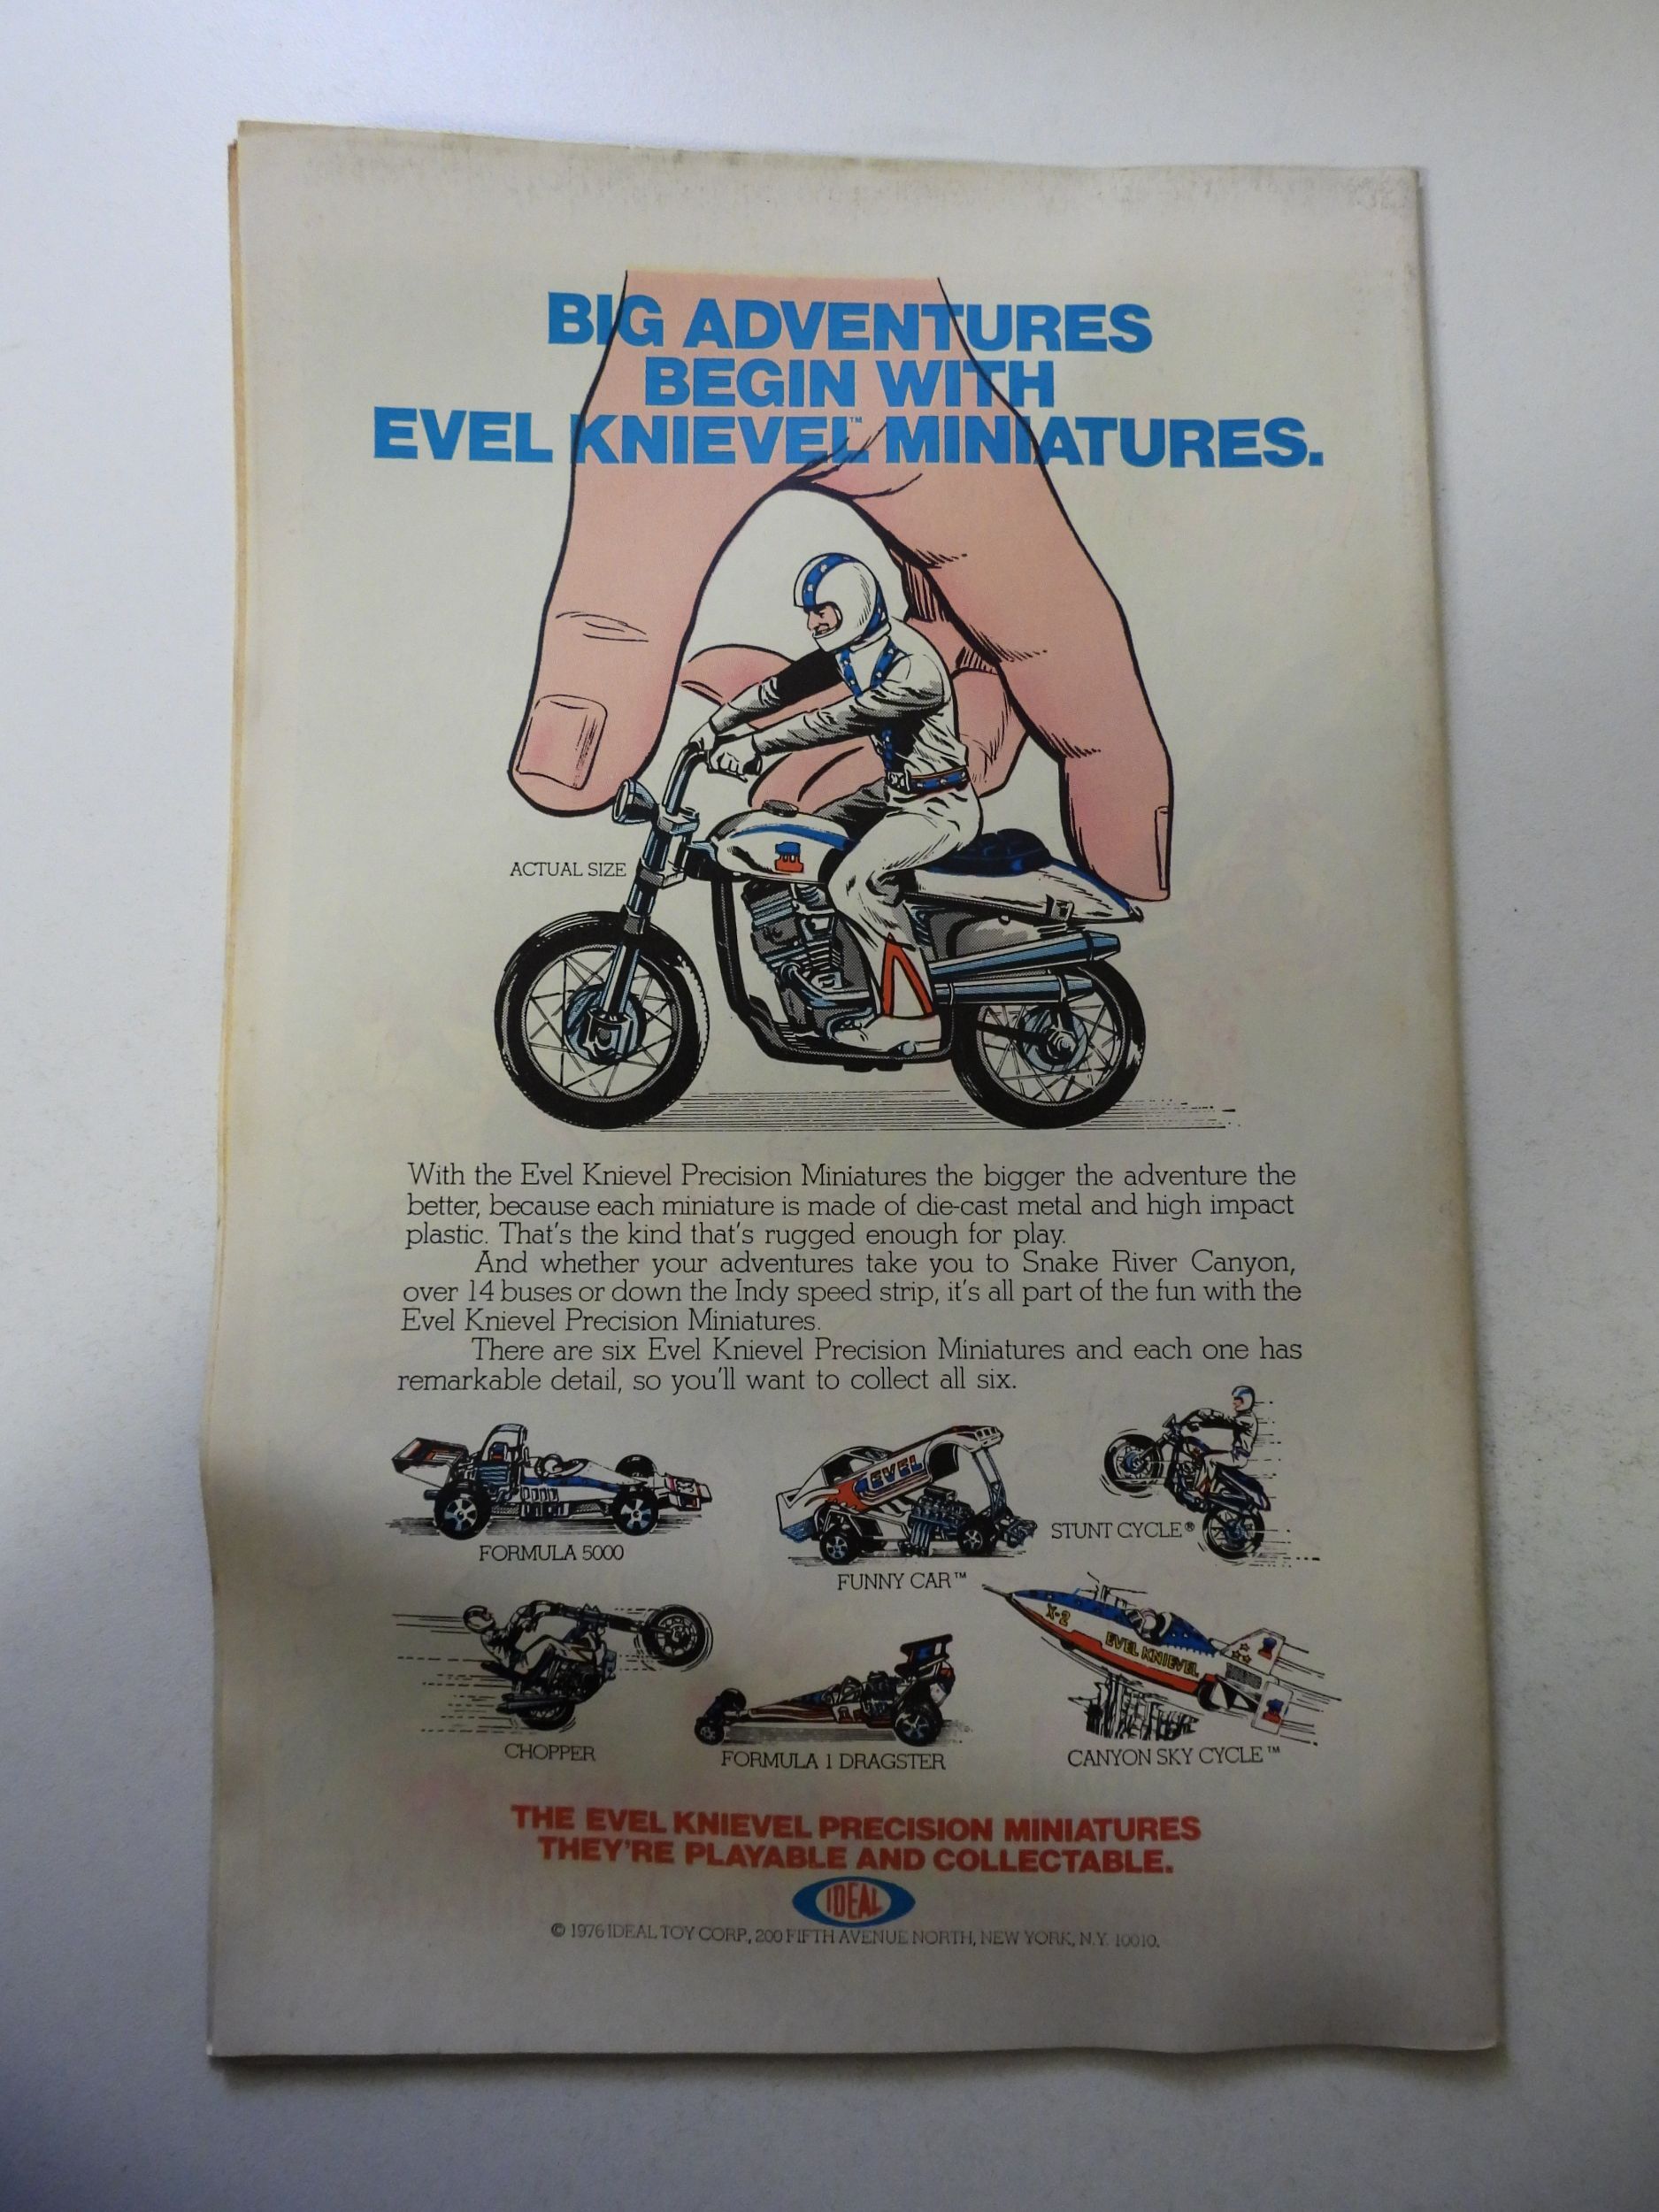 BIG ADVENTURES
BEGIN WITH
EVEL KNIEVEL™ MINIATURES.
ACTUAL SIZE
With the Evel Knievel Precision Miniatures the bigger the adventure the
better, because each miniature is made of die-cast metal and high impact
plastic. That's the kind that's rugged enough for play.
And whether your adventures take you to Snake River Canyon,
over 14 buses or down the Indy speed strip, it's all part of the fun with the
Evel Knievel Precision Miniatures.
There are six Evel Knievel Precision Miniatures and each one has
remarkable detail, so you'll want to collect all six.
EVEL
STUNT CYCLE®
FORMULA 5000
FUNNY CAR™
X-2
EVEL KNIEVEL
CHOPPER
FORMULA 1 DRAGSTER
CANYON SKY CYCLE™
THE EVEL KNIEVEL PRECISION MINIATURES
THEY'RE PLAYABLE AND COLLECTABLE.
IDEAL
© 1976 IDEAL TOY CORP., 200 FIFTH AVENUE NORTH, NEW YORK, N.Y. 10010.